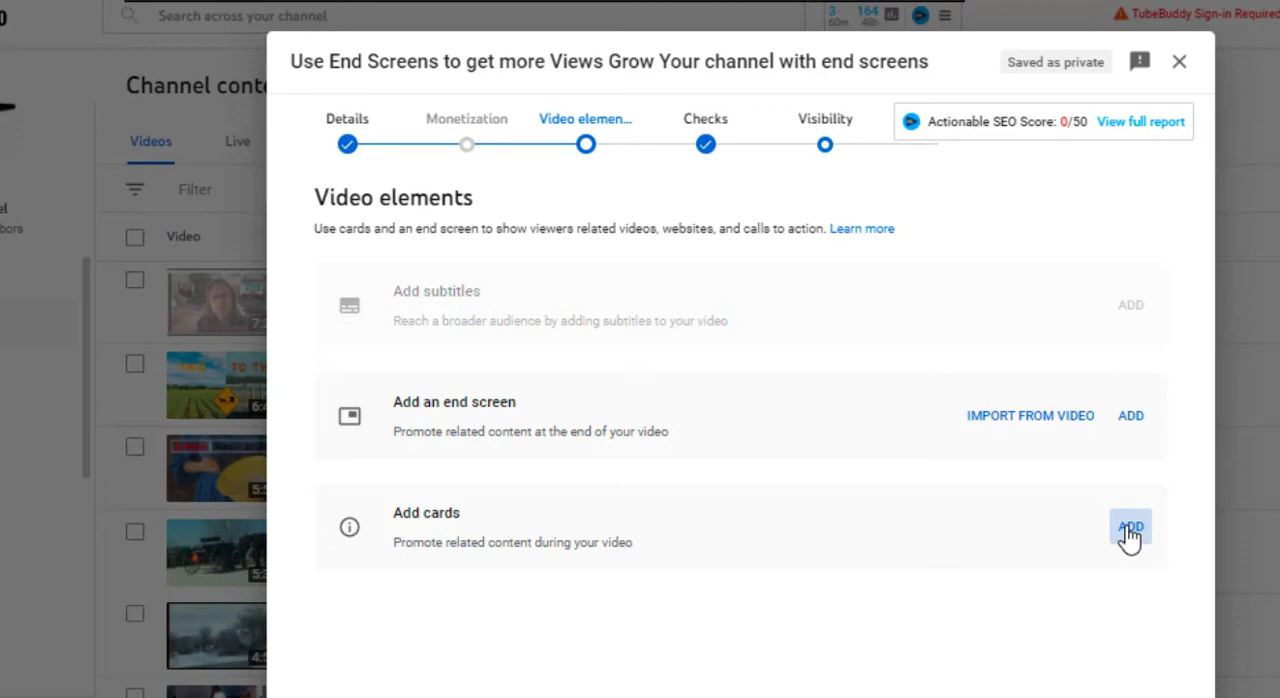 Search across your channel
3 60m
164 48h
TubeBuddy Sign-in Required
Use End Screens to get more Views Grow Your channel with end screens
Saved as private
Channel conte
Videos
Live
Filter
Video
Details
Monetization
Video elemen...
Checks
Visibility
Actionable SEO Score: 0/50 View full report
Video elements
Use cards and an end screen to show viewers related videos, websites, and calls to action. Learn more
Add subtitles
Reach a broader audience by adding subtitles to your video
ADD
Add an end screen
Promote related content at the end of your video
IMPORT FROM VIDEO
ADD
Add cards
Promote related content during your video
ADD